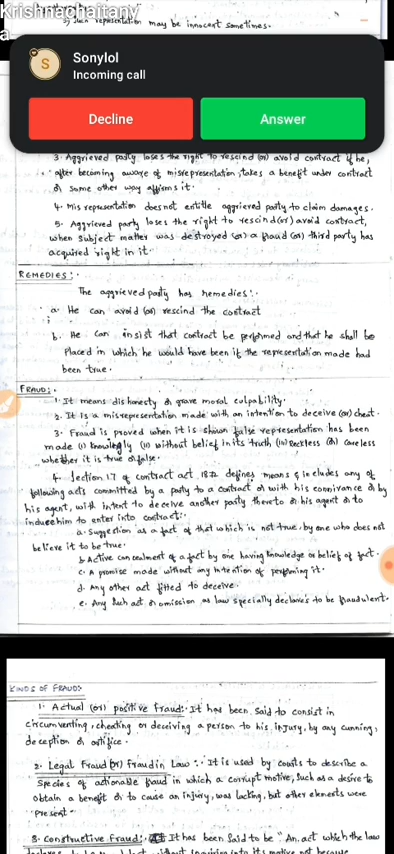 Krishnachaitany
a
5) Such representation may be innocent sometimes.
S
Sonylol
Incoming call
Decline
Answer
3. Aggrieved party loses the right to rescind (or) avoid contract if he,
after becoming aware of misrepresentation, takes a benefit under contract
or some other way affirms it.
4. Misrepresentation does not entitle aggrieved party to claim damages.
5. Aggrieved party loses the right to rescind (or) avoid contract,
when subject matter was destroyed (or) a fraud (or) third party has
acquired right in it.
REMEDIES:.
The aggrieved party has remedies:.
a. He can avoid (or) rescind the contract
b. He can insist that contract be performed and that he shall be
placed in which he would have been if the representation made had
been true.
FRAUD:.
1. It means dishonesty or grave moral culpability.
2. It is a misrepresentation made with an intention to deceive (or) cheat.
3. Fraud is proved when it is shown false representation has been
made (i) knowingly (ii) without belief in its truth (iii) Reckless (or) careless
whether it is true or false.
4. Section 17 of contract act 1872 defines means & includes any of
following acts committed by a party to a contract or with his connivance or by
his agent, with intent to deceive another party thereto or his agent or to
induce him to enter into contract:.
a. Suggestion as a fact of that which is not true, by one who does not
believe it to be true.
b. Active concealment of a fact by one having knowledge or belief of fact.
c. A promise made without any intention of performing it.
d. Any other act fitted to deceive.
e. Any such act or omission as law specially declares to be fraudulent.
KINDS OF FRAUD:
1. Actual (or) positive fraud:. It has been said to consist in
circumventing, cheating or deceiving a person to his injury, by any cunning,
deception or artifice.
2. Legal Fraud (or) Fraud in Law:. It is used by courts to describe a
species of actionable fraud in which a corrupt motive, such as a desire to
obtain a benefit or to cause an injury, was lacking, but other elements were
present.
3. Constructive Fraud:. It has been said to be "An act which the law
without inquiring into its motive not because